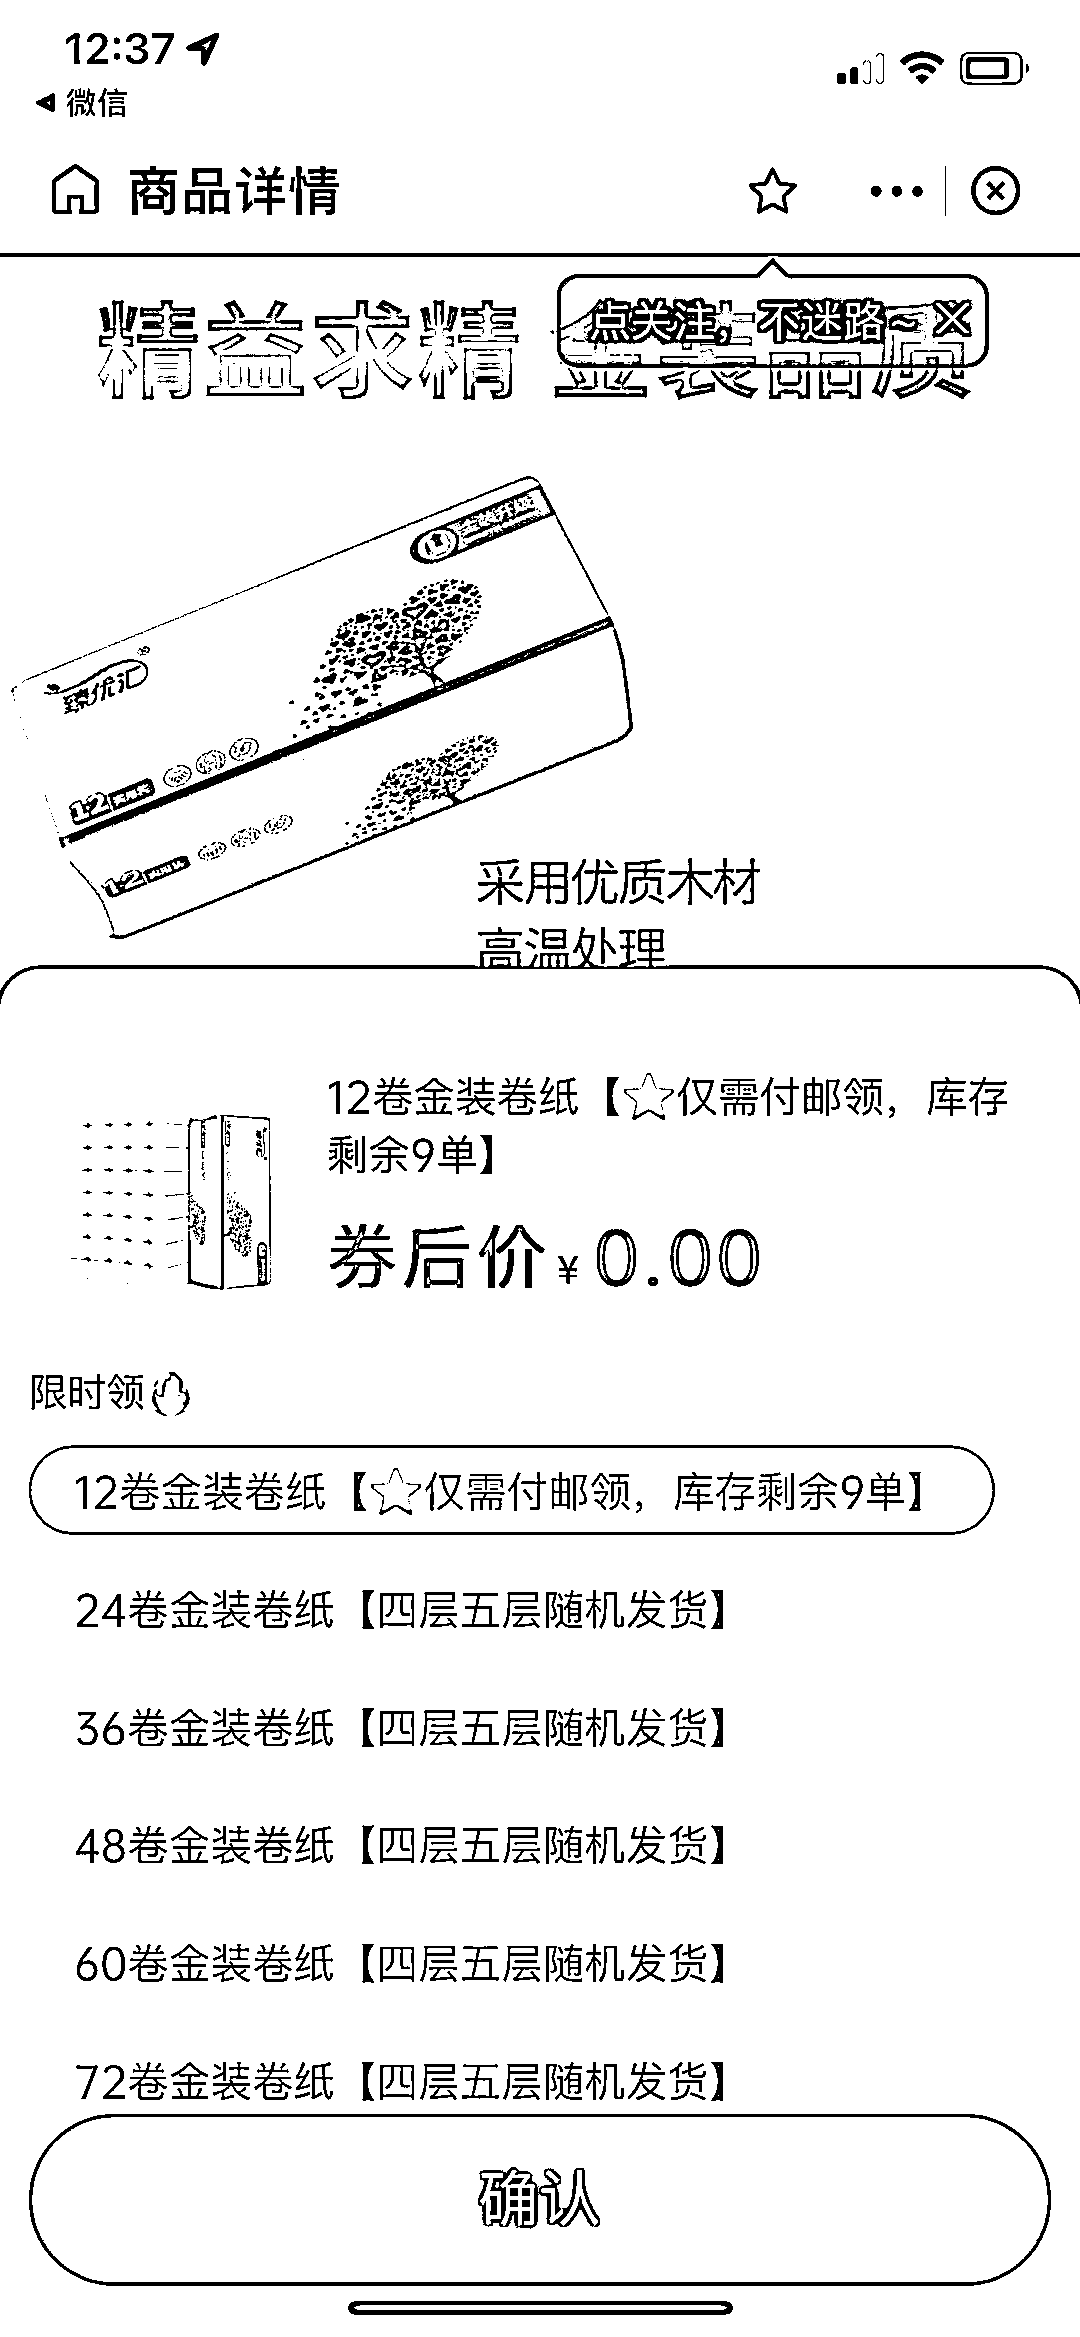 12:37
微信
商品详情
点关注，不迷路~
精益求精 金装品质
臻优汇
12
12
采用优质木材
高温处理
12卷金装卷纸【☆仅需付邮领，库存
剩余9单】
券后价¥0.00
限时领
12卷金装卷纸【☆仅需付邮领，库存剩余9单】
24卷金装卷纸【四层五层随机发货】
36卷金装卷纸【四层五层随机发货】
48卷金装卷纸【四层五层随机发货】
60卷金装卷纸【四层五层随机发货】
72卷金装卷纸【四层五层随机发货】
确认